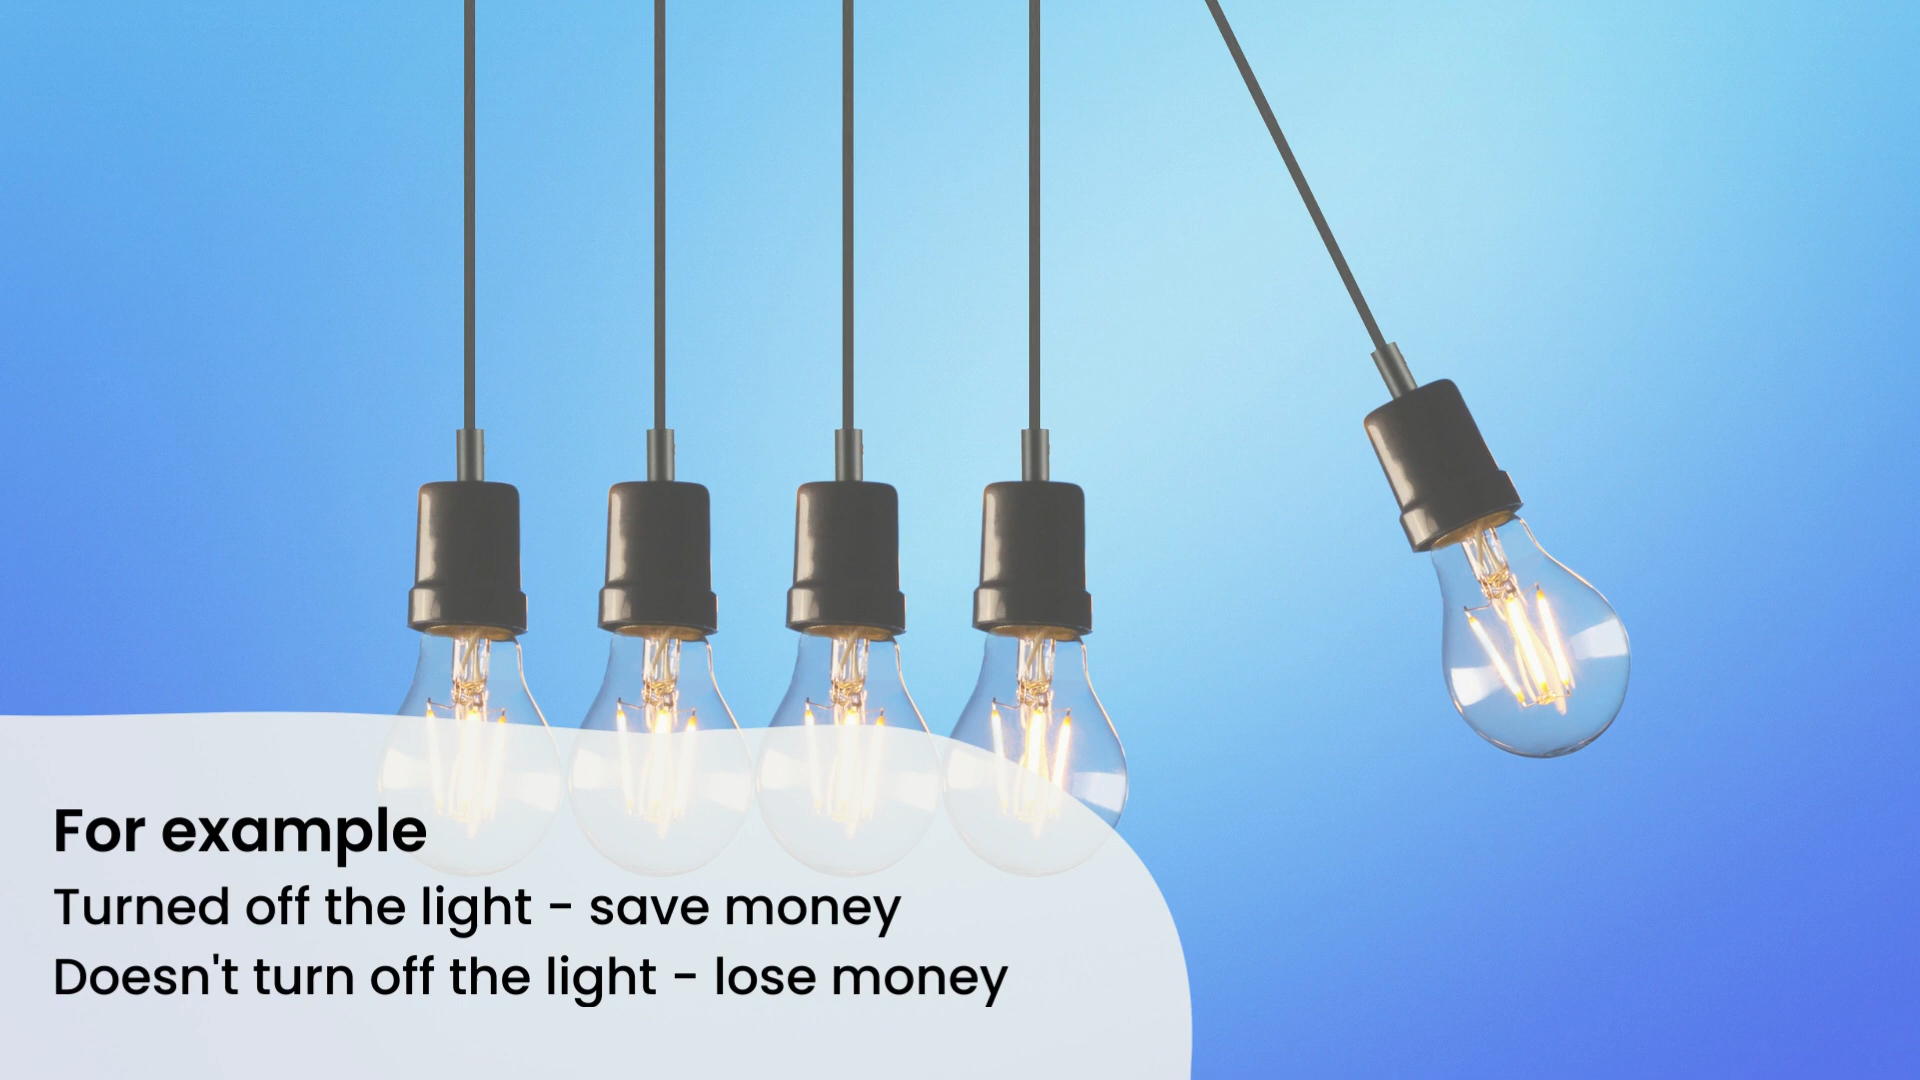 For example
Turned off the light - save money
Doesn't turn off the light - lose money